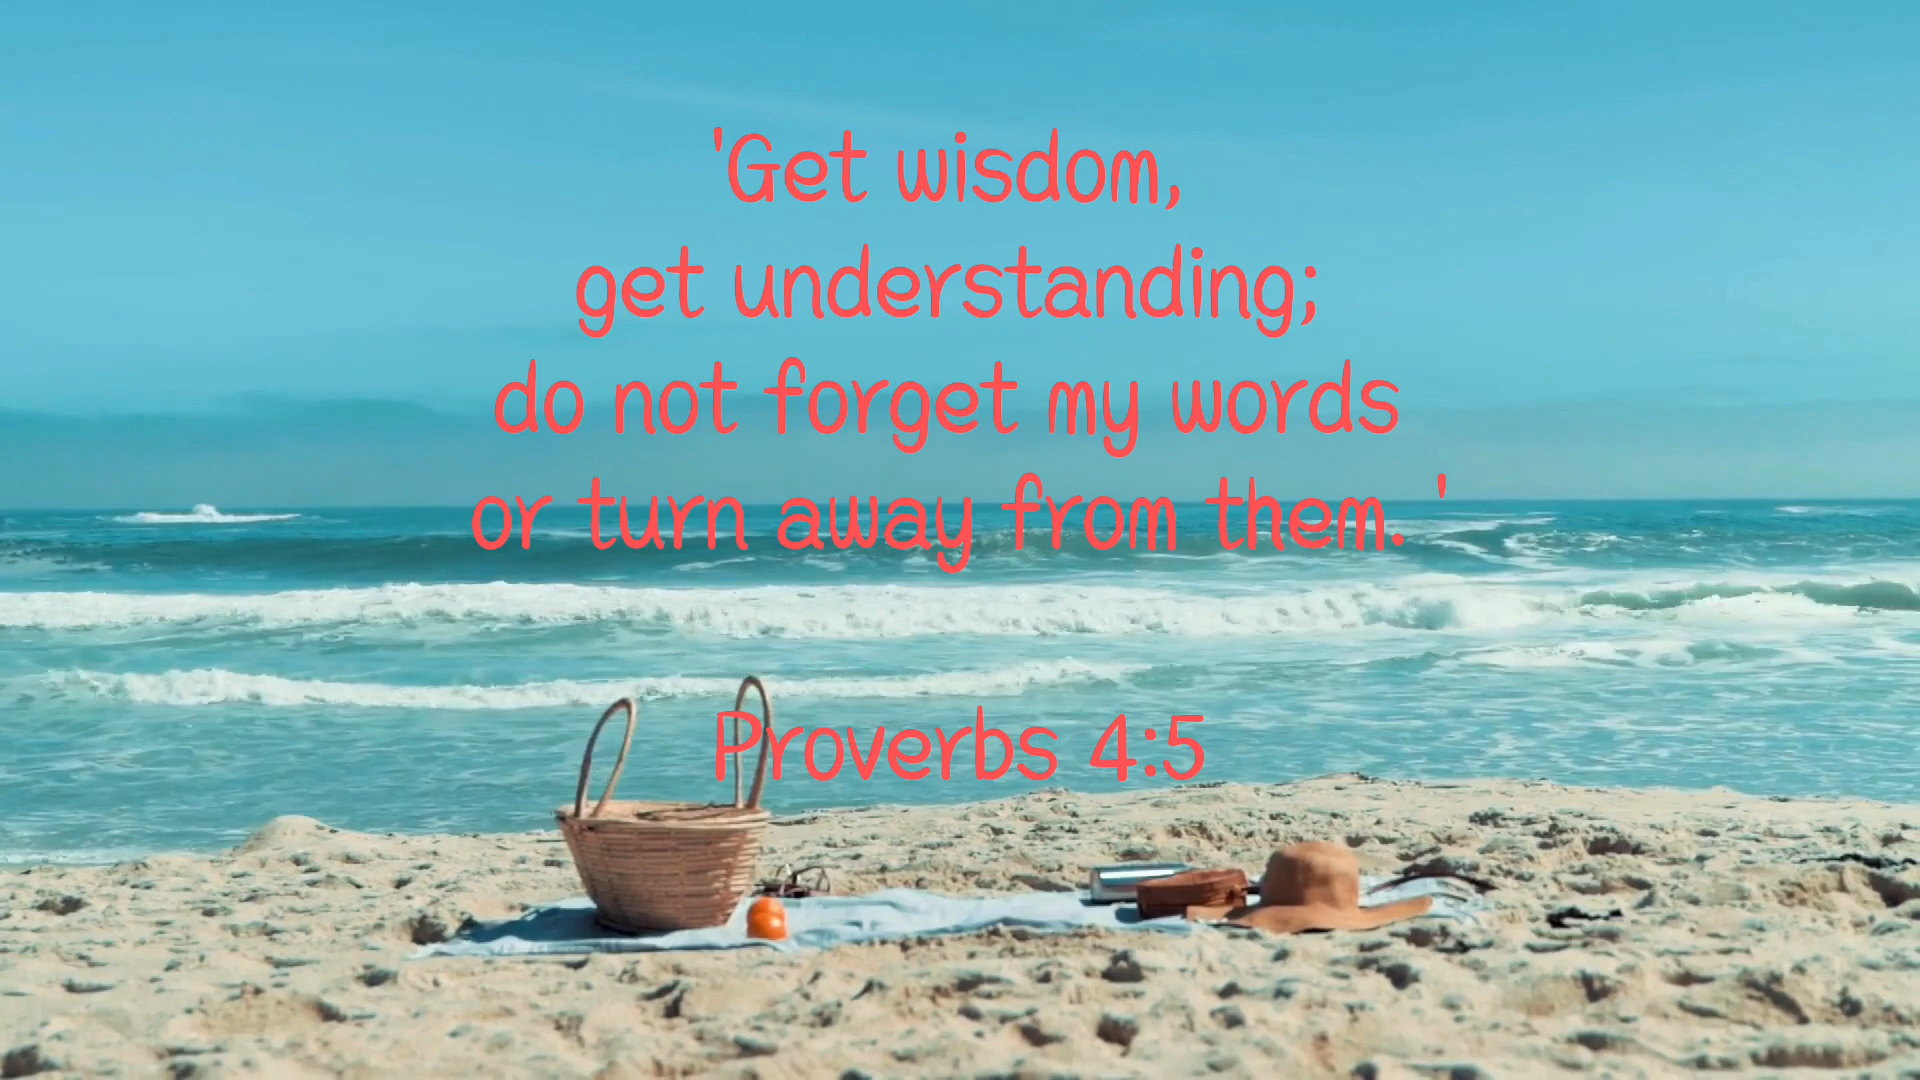 'Get wisdom,
get understanding;
do not forget my words
or turn away from them. '
Proverbs 4:5